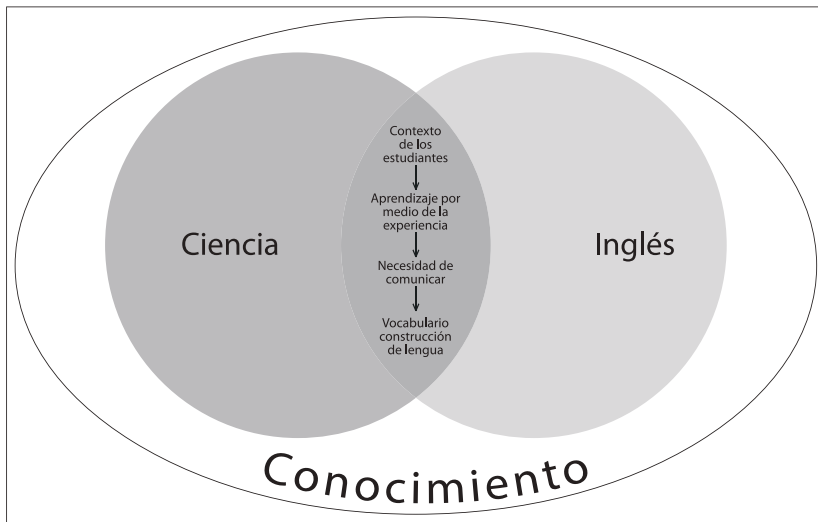 Ciencia
Contexto
de los
estudiantes
Aprendizaje por
medio de la
experiencia
Necesidad de
comunicar
Vocabulario
construcción
de lengua
Inglés
Conocimiento